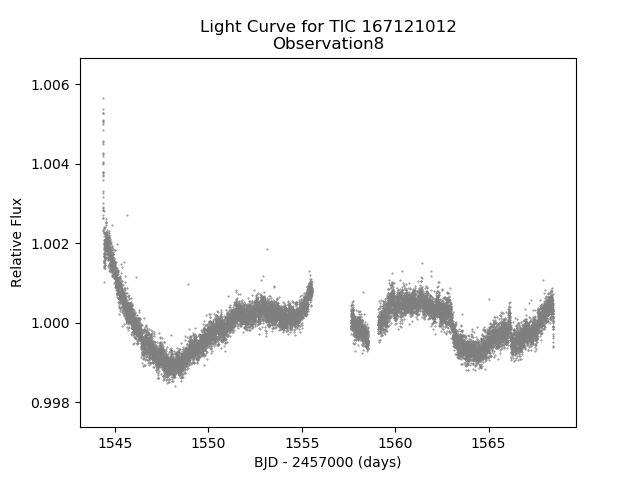 Light Curve for TIC 167121012
Observation8
1.006
1.004
1.002
1.000
0.998
Relative Flux
1545
1550
1555
1560
1565
BJD - 2457000 (days)